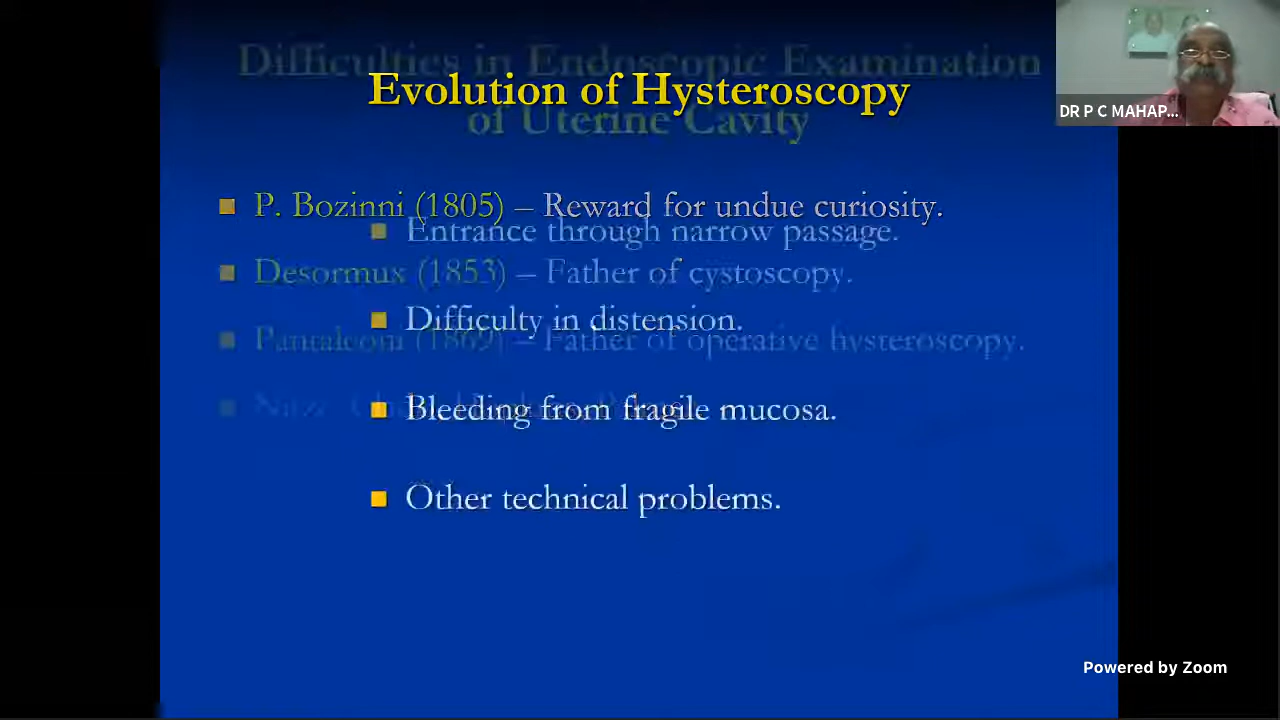 Difficulties in Endoscopic Examination
of Uterine Cavity
Evolution of Hysteroscopy
DR P C MAHAP...
P. Bozinni (1805) – Reward for undue curiosity.
Entrance through narrow passage.
Desormux (1853) – Father of cystoscopy.
Difficulty in distension.
Pantaleoni (1869) – Father of operative hysteroscopy.
Bleeding from fragile mucosa.
Other technical problems.
Powered by Zoom